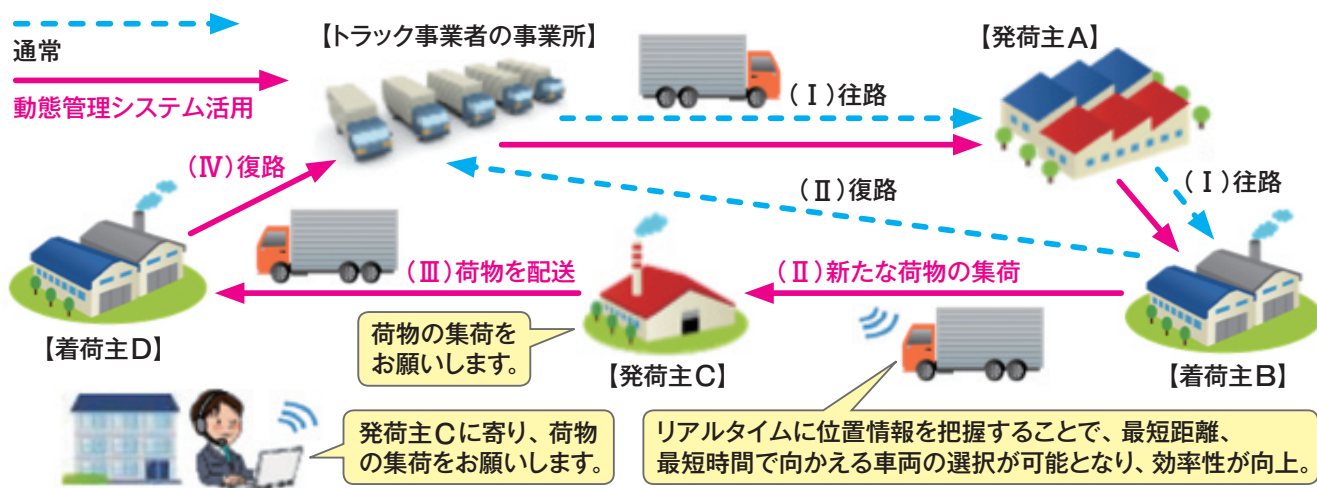 通常
動態管理システム活用
【トラック事業者の事業所】
【発荷主A】
(Ⅰ)往路
(Ⅳ)復路
(Ⅱ)復路
(Ⅰ)往路
(Ⅲ)荷物を配送
(Ⅱ)新たな荷物の集荷
【着荷主D】
荷物の集荷を
お願いします。
【発荷主C】
【着荷主B】
発荷主Cに寄り、荷物
の集荷をお願いします。
リアルタイムに位置情報を把握することで、最短距離、
最短時間で向かえる車両の選択が可能となり、効率性が向上。